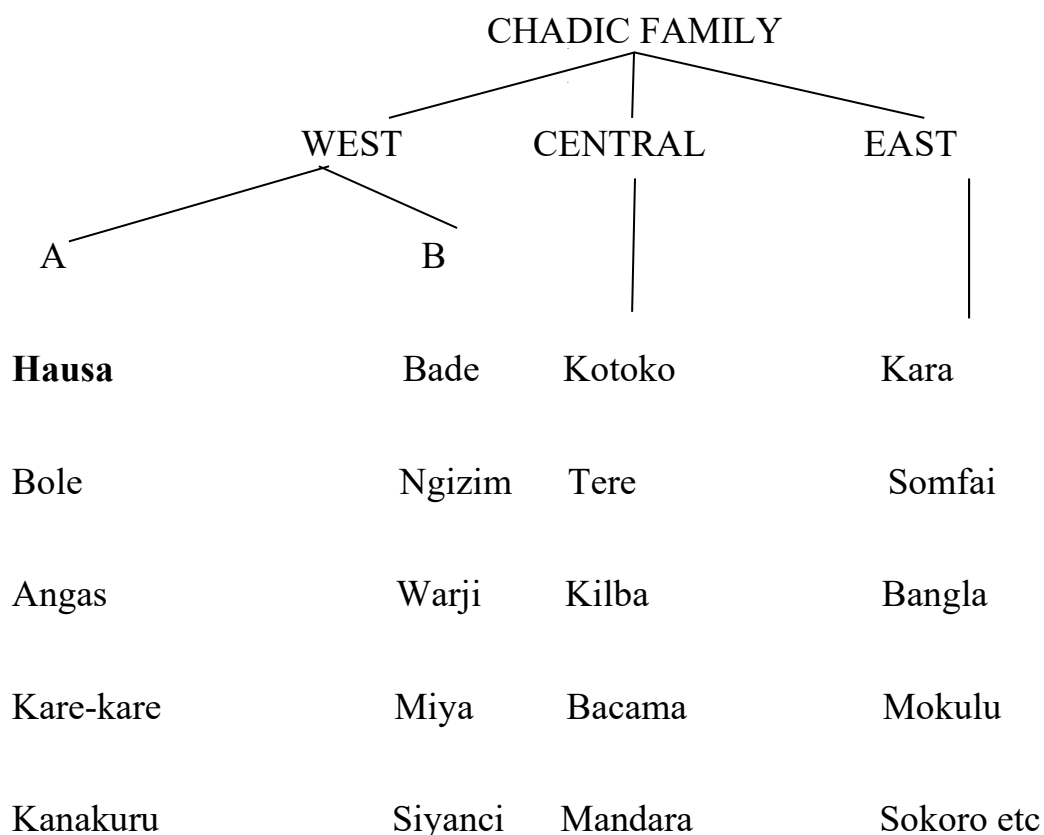 CHADIC FAMILY
WEST CENTRAL EAST
A B
Hausa Bade Kotoko Kara
Bole Ngizim Tere Somfai
Angas Warji Kilba Bangla
Kare-kare Miya Bacama Mokulu
Kanakuru Siyanci Mandara Sokoro etc